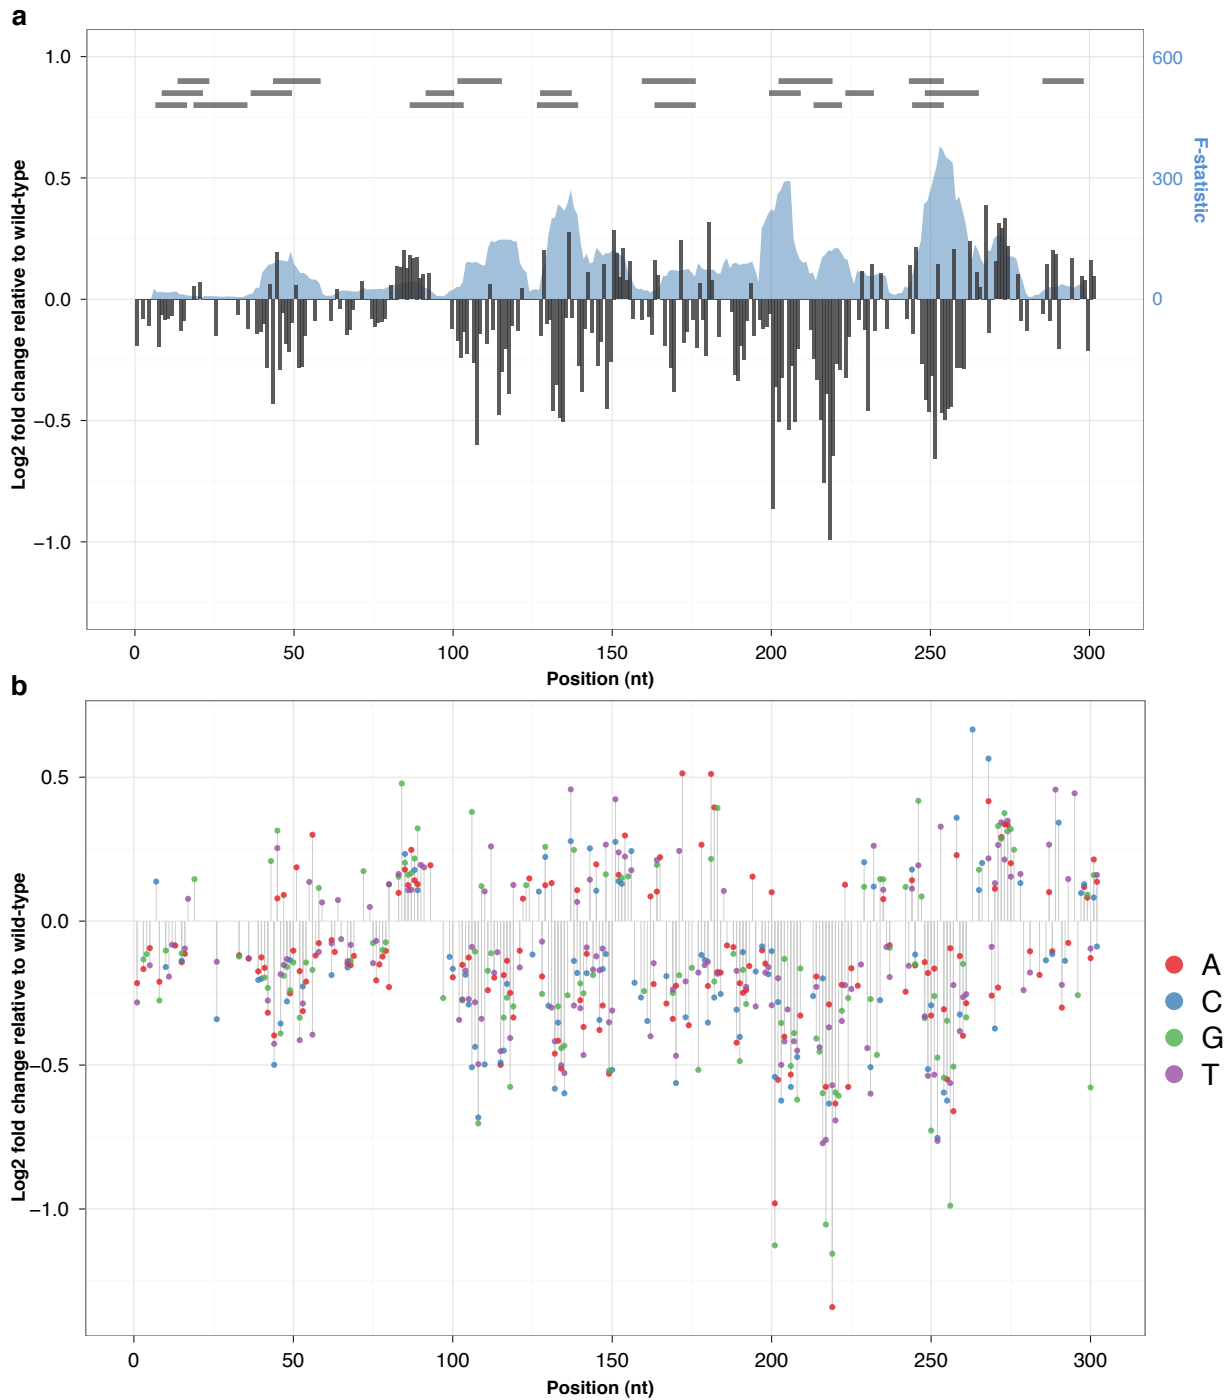 a
1.0
0.5
0.0
−0.5
−1.0
Log2 fold change relative to wild-type
600
300
0
F-statistic
0 50 100 150 200 250 300
Position (nt)
b
0.5
0.0
−0.5
−1.0
Log2 fold change relative to wild-type
A
C
G
T
0 50 100 150 200 250 300
Position (nt)